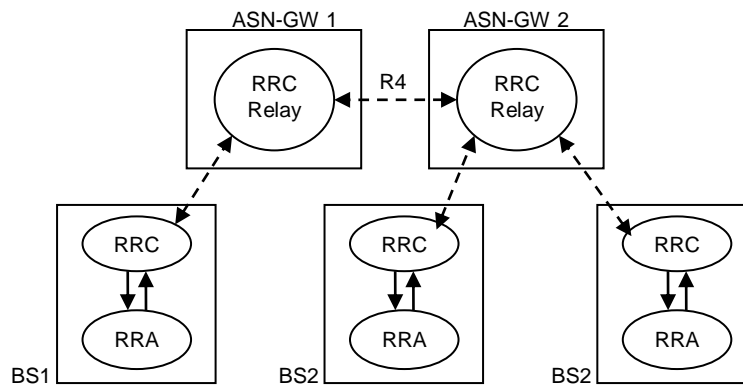 ASN-GW 1
ASN-GW 2
RRC
Relay
R4
RRC
Relay
RRC
RRC
RRC
RRA
RRA
RRA
BS1
BS2
BS2